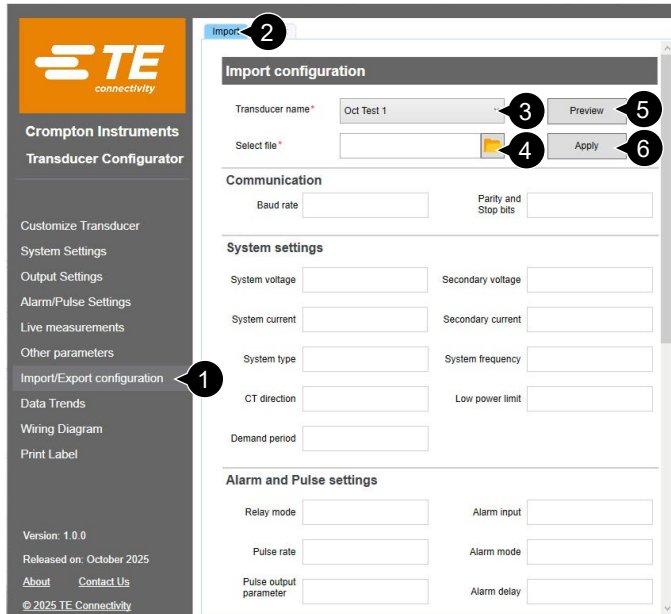 TE
connectivity
Crompton Instruments
Transducer Configurator
Customize Transducer
System Settings
Output Settings
Alarm/Pulse Settings
Live measurements
Other parameters
Import/Export configuration 1
Data Trends
Wiring Diagram
Print Label
Version: 1.0.0
Released on: October 2025
About Contact Us
© 2025 TE Connectivity
Import 2
Import configuration
Transducer name* Oct Test 1 3 Preview 5
Select file* 4 Apply 6
Communication
Baud rate Parity and
Stop bits
System settings
System voltage Secondary voltage
System current Secondary current
System type System frequency
CT direction Low power limit
Demand period
Alarm and Pulse settings
Relay mode Alarm input
Pulse rate Alarm mode
Pulse output
parameter Alarm delay